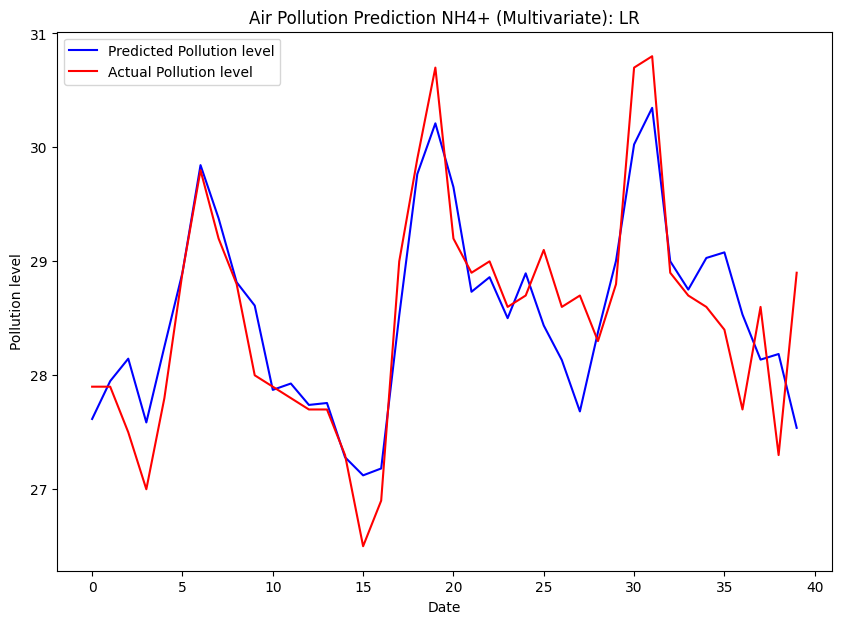 Air Pollution Prediction NH4+ (Multivariate): LR
Predicted Pollution level
Actual Pollution level
31
30
29
28
27
Pollution level
0 5 10 15 20 25 30 35 40
Date